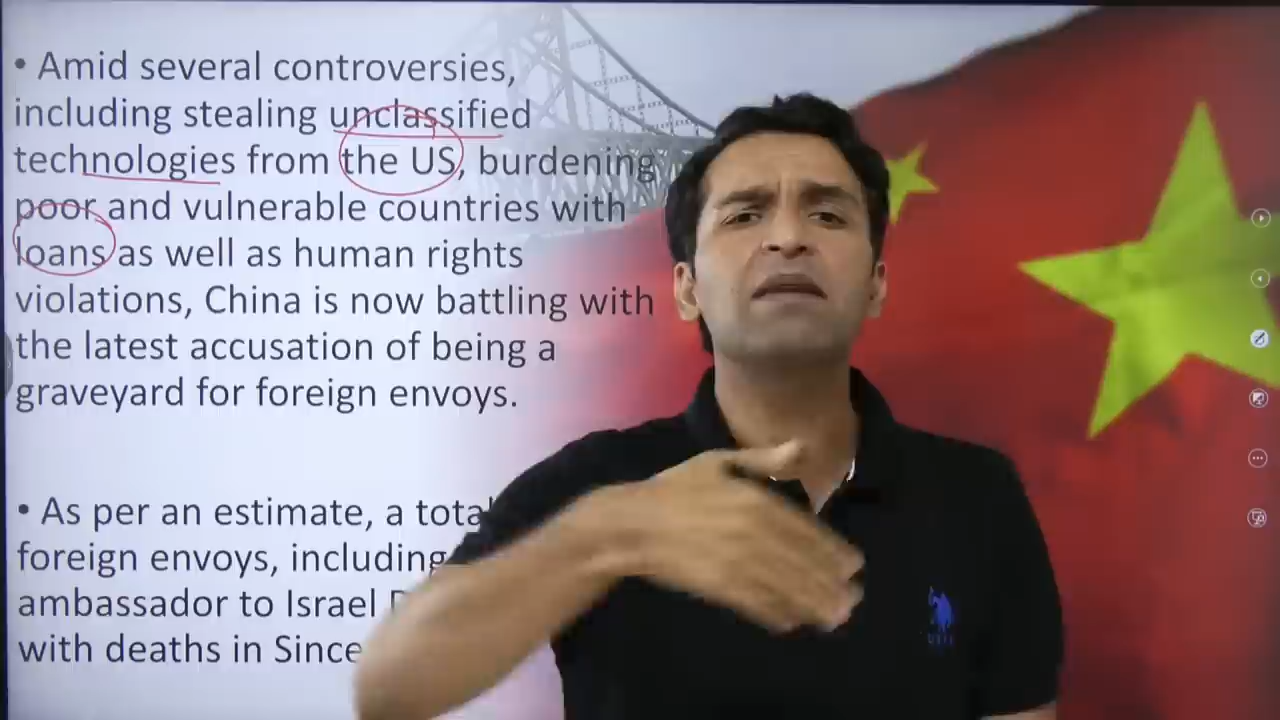 • Amid several controversies,
including stealing unclassified
technologies from the US, burdening
poor and vulnerable countries with
loans as well as human rights
violations, China is now battling with
the latest accusation of being a
graveyard for foreign envoys.
• As per an estimate, a total
foreign envoys, including
ambassador to Israel
with deaths in Since